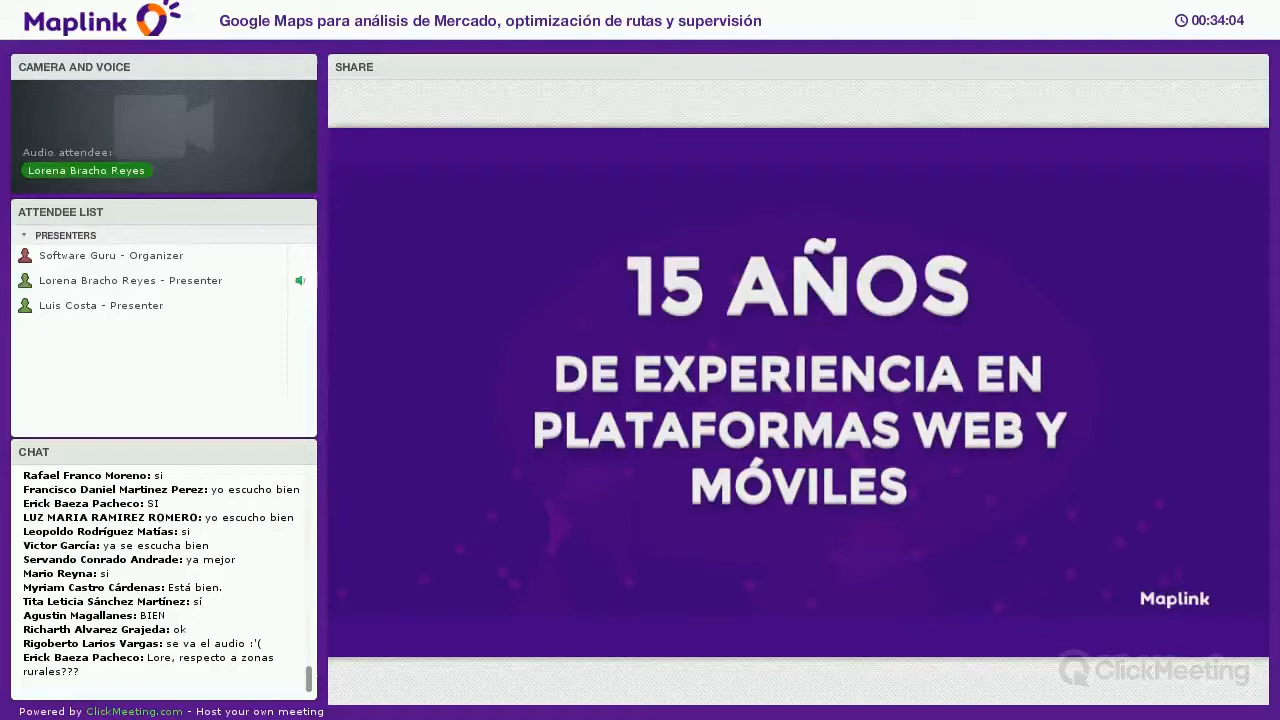 Maplink
Google Maps para análisis de Mercado, optimización de rutas y supervisión
00:34:04
CAMERA AND VOICE
Audio attendee:
Lorena Bracho Reyes
ATTENDEE LIST
PRESENTERS
Software Guru - Organizer
Lorena Bracho Reyes - Presenter
Luis Costa - Presenter
CHAT
Rafael Franco Moreno: si
Francisco Daniel Martinez Perez: yo escucho bien
Erick Baeza Pacheco: SI
LUZ MARIA RAMIREZ ROMERO: yo escucho bien
Leopoldo Rodríguez Matías: si
Victor García: ya se escucha bien
Servando Conrado Andrade: ya mejor
Mario Reyna: si
Myriam Castro Cárdenas: Está bien.
Tita Leticia Sánchez Martínez: sí
Agustin Magallanes: BIEN
Richarth Alvarez Grajeda: ok
Rigoberto Larios Vargas: se va el audio :'(
Erick Baeza Pacheco: Lore, respecto a zonas
rurales???
Powered by ClickMeeting.com - Host your own meeting
SHARE
15 AÑOS
DE EXPERIENCIA EN
PLATAFORMAS WEB Y
MÓVILES
Maplink
ClickMeeting